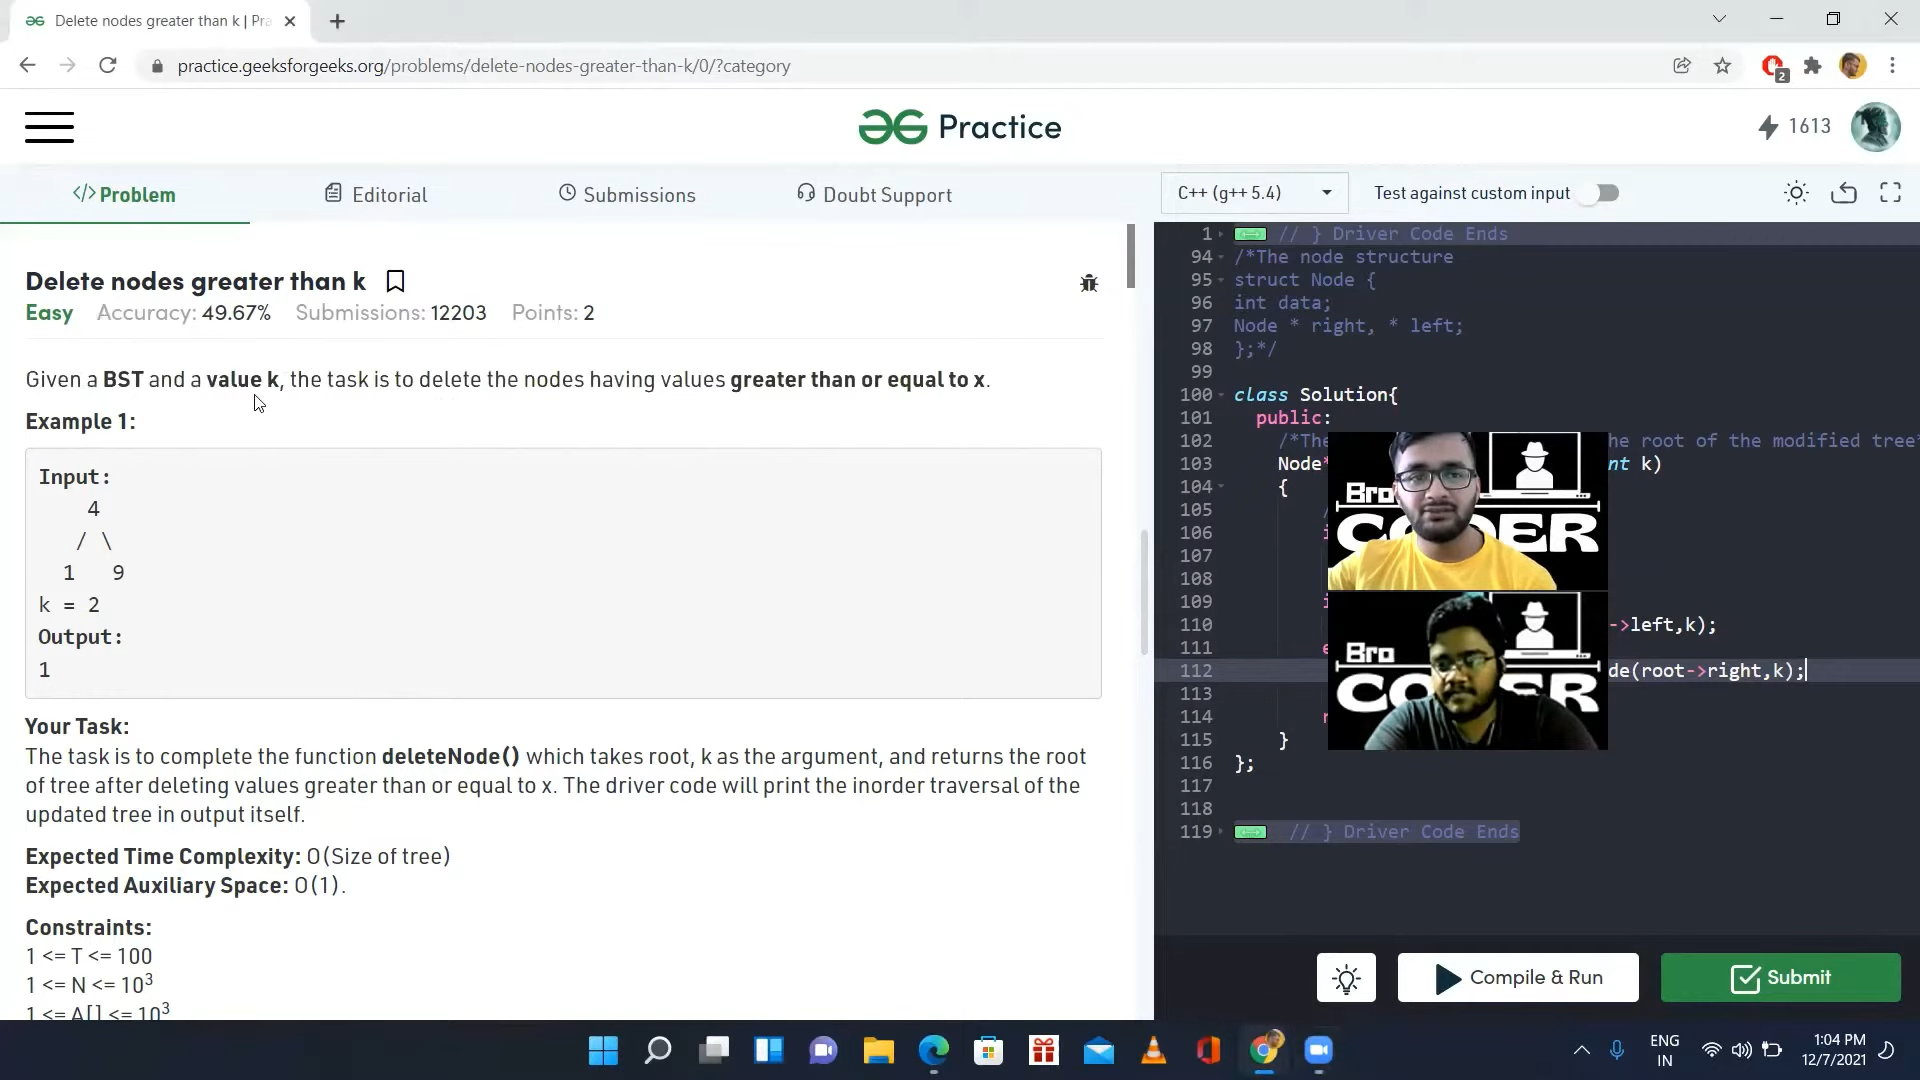 Delete nodes greater than k | Pra
practice.geeksforgeeks.org/problems/delete-nodes-greater-than-k/0/?category
2
Practice
1613
</> Problem
Editorial
Submissions
Doubt Support
C++ (g++ 5.4)
Test against custom input
Delete nodes greater than k
Easy Accuracy: 49.67% Submissions: 12203 Points: 2
Given a BST and a value k, the task is to delete the nodes having values greater than or equal to x.
Example 1:
Input:
4
/ \
1 9
k = 2
Output:
1
Your Task:
The task is to complete the function deleteNode() which takes root, k as the argument, and returns the root
of tree after deleting values greater than or equal to x. The driver code will print the inorder traversal of the
updated tree in output itself.
Expected Time Complexity: O(Size of tree)
Expected Auxiliary Space: O(1).
Constraints:
1 <= T <= 100
1 <= N <= 10³
1 <= A[] <= 10³
1 // } Driver Code Ends
94 /*The node structure
95 struct Node {
96 int data;
97 Node * right, * left;
98 };*/
99
100 class Solution{
101 public:
102 /*The he root of the modified tree*
103 Node* nt k)
104 {
105
106
107
108
109
110 ->left,k);
111
112 de(root->right,k);
113
114
115 }
116 };
117
118
119 // } Driver Code Ends
Bro
CODER
Bro
CODER
Compile & Run
Submit
ENG
IN
1:04 PM
12/7/2021